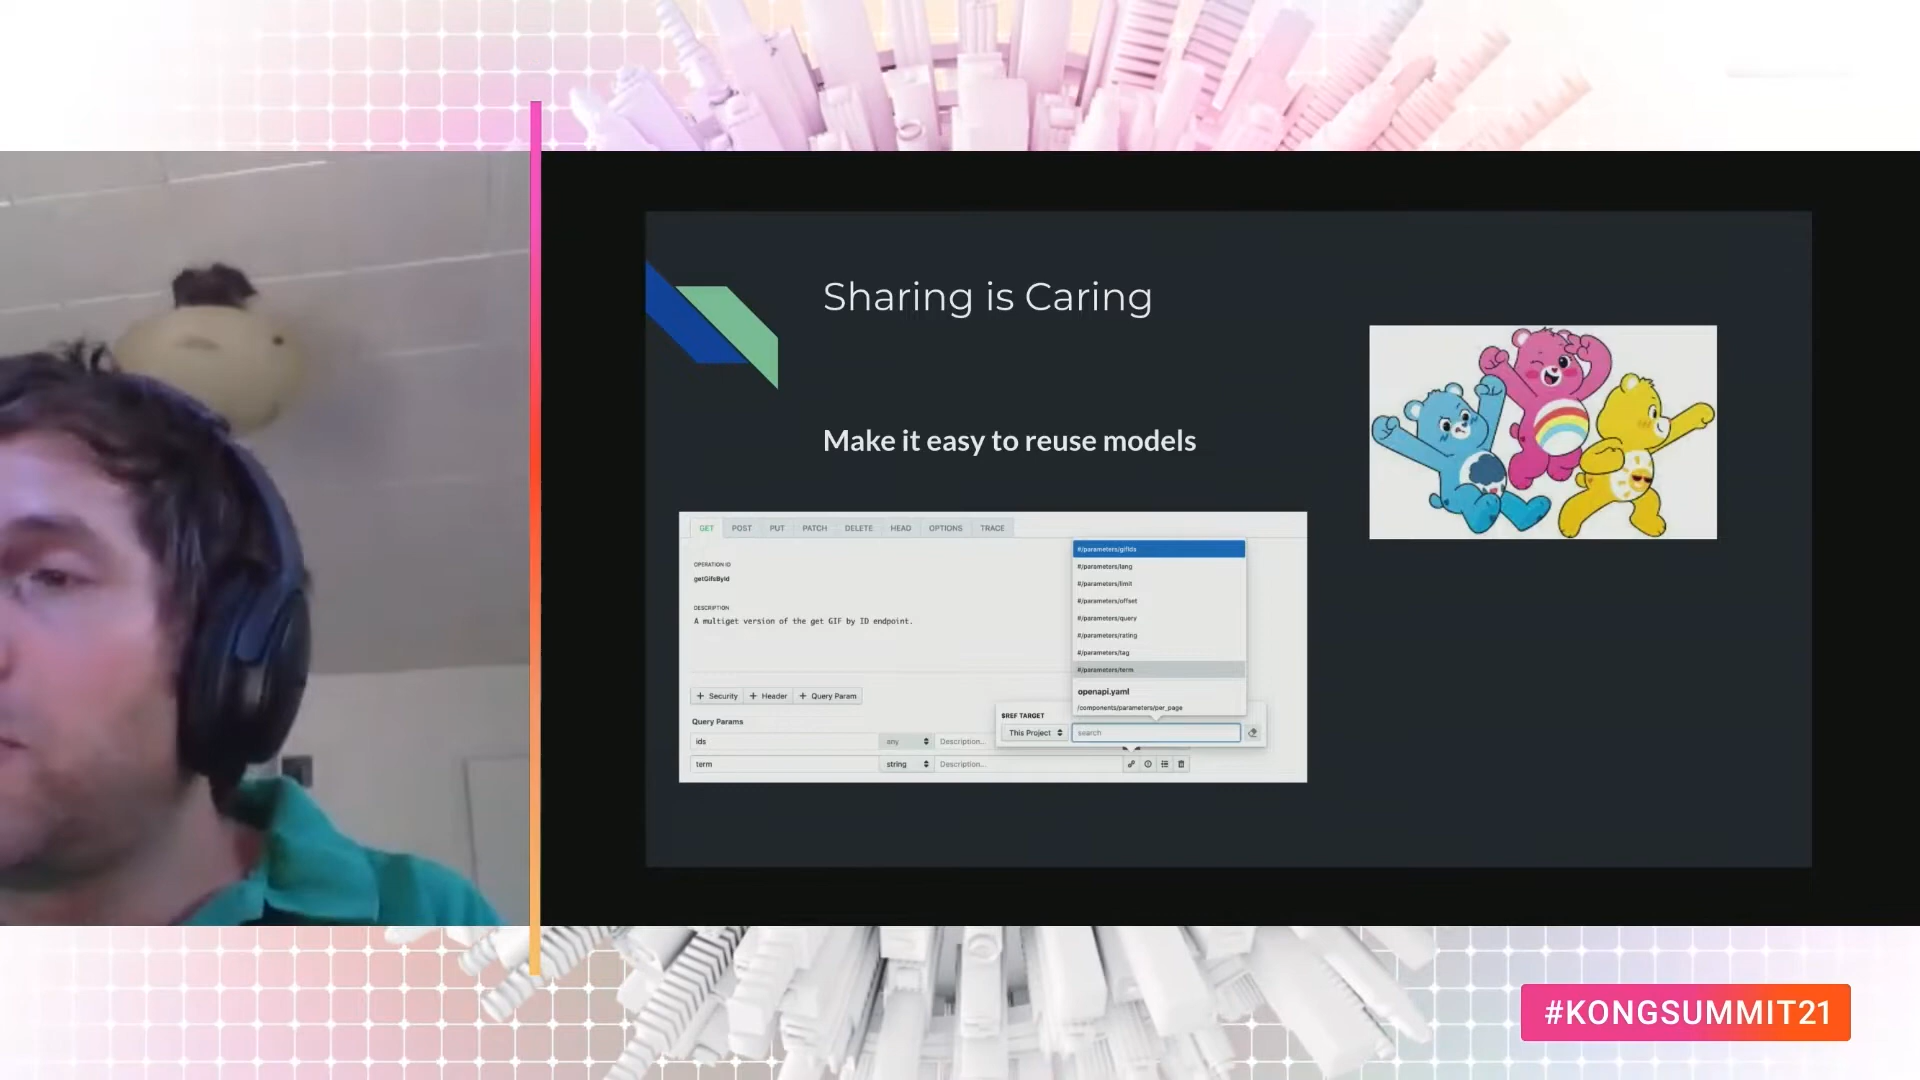 Sharing is Caring
Make it easy to reuse models
GET POST PUT PATCH DELETE HEAD OPTIONS TRACE
OPERATION ID
getGifsById
DESCRIPTION
A multiget version of the get GIF by ID endpoint.
#/parameters/gifIds
#/parameters/lang
#/parameters/limit
#/parameters/offset
#/parameters/query
#/parameters/rating
#/parameters/tag
#/parameters/term
openapi.yaml
/components/parameters/per_page
+ Security + Header + Query Param
$REF TARGET
This Project search
Query Params
ids any Description...
term string Description...
#KONGSUMMIT21